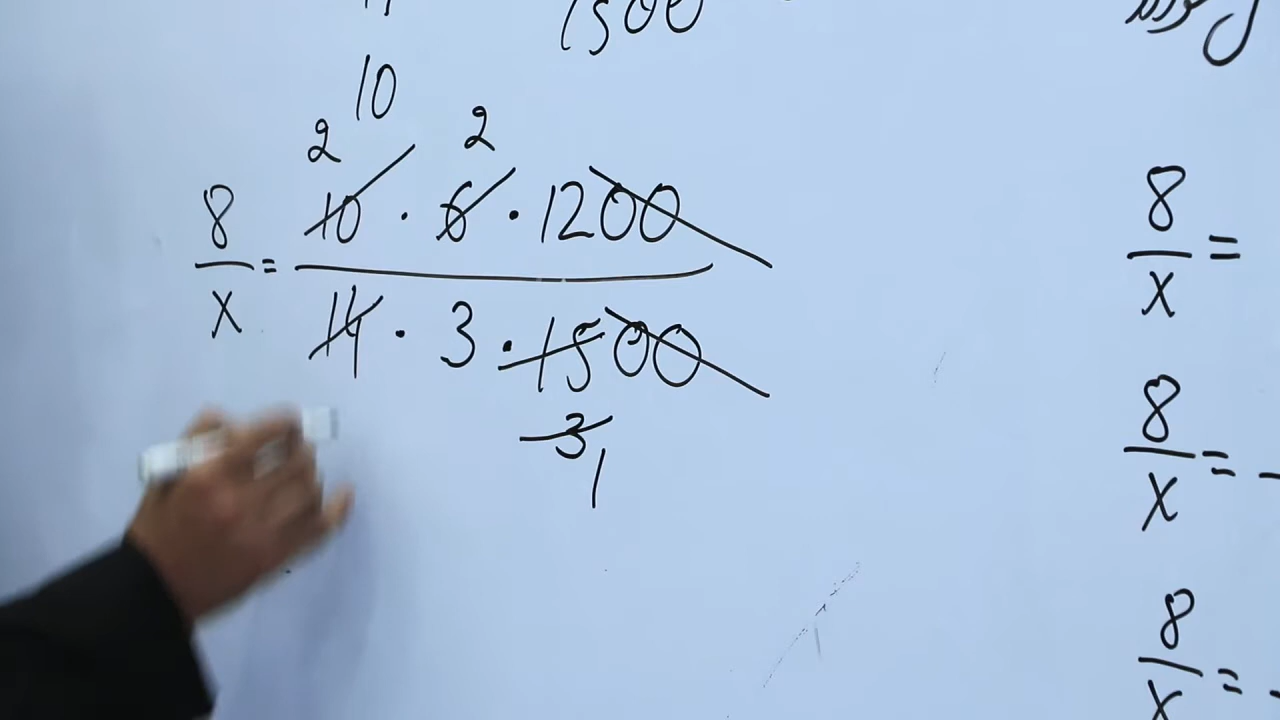 1500
10
2 2
8/x = 10 · 6 · 1200 / 14 · 3 · 1500
3
1
8/x =
8/x = -
8/x = -